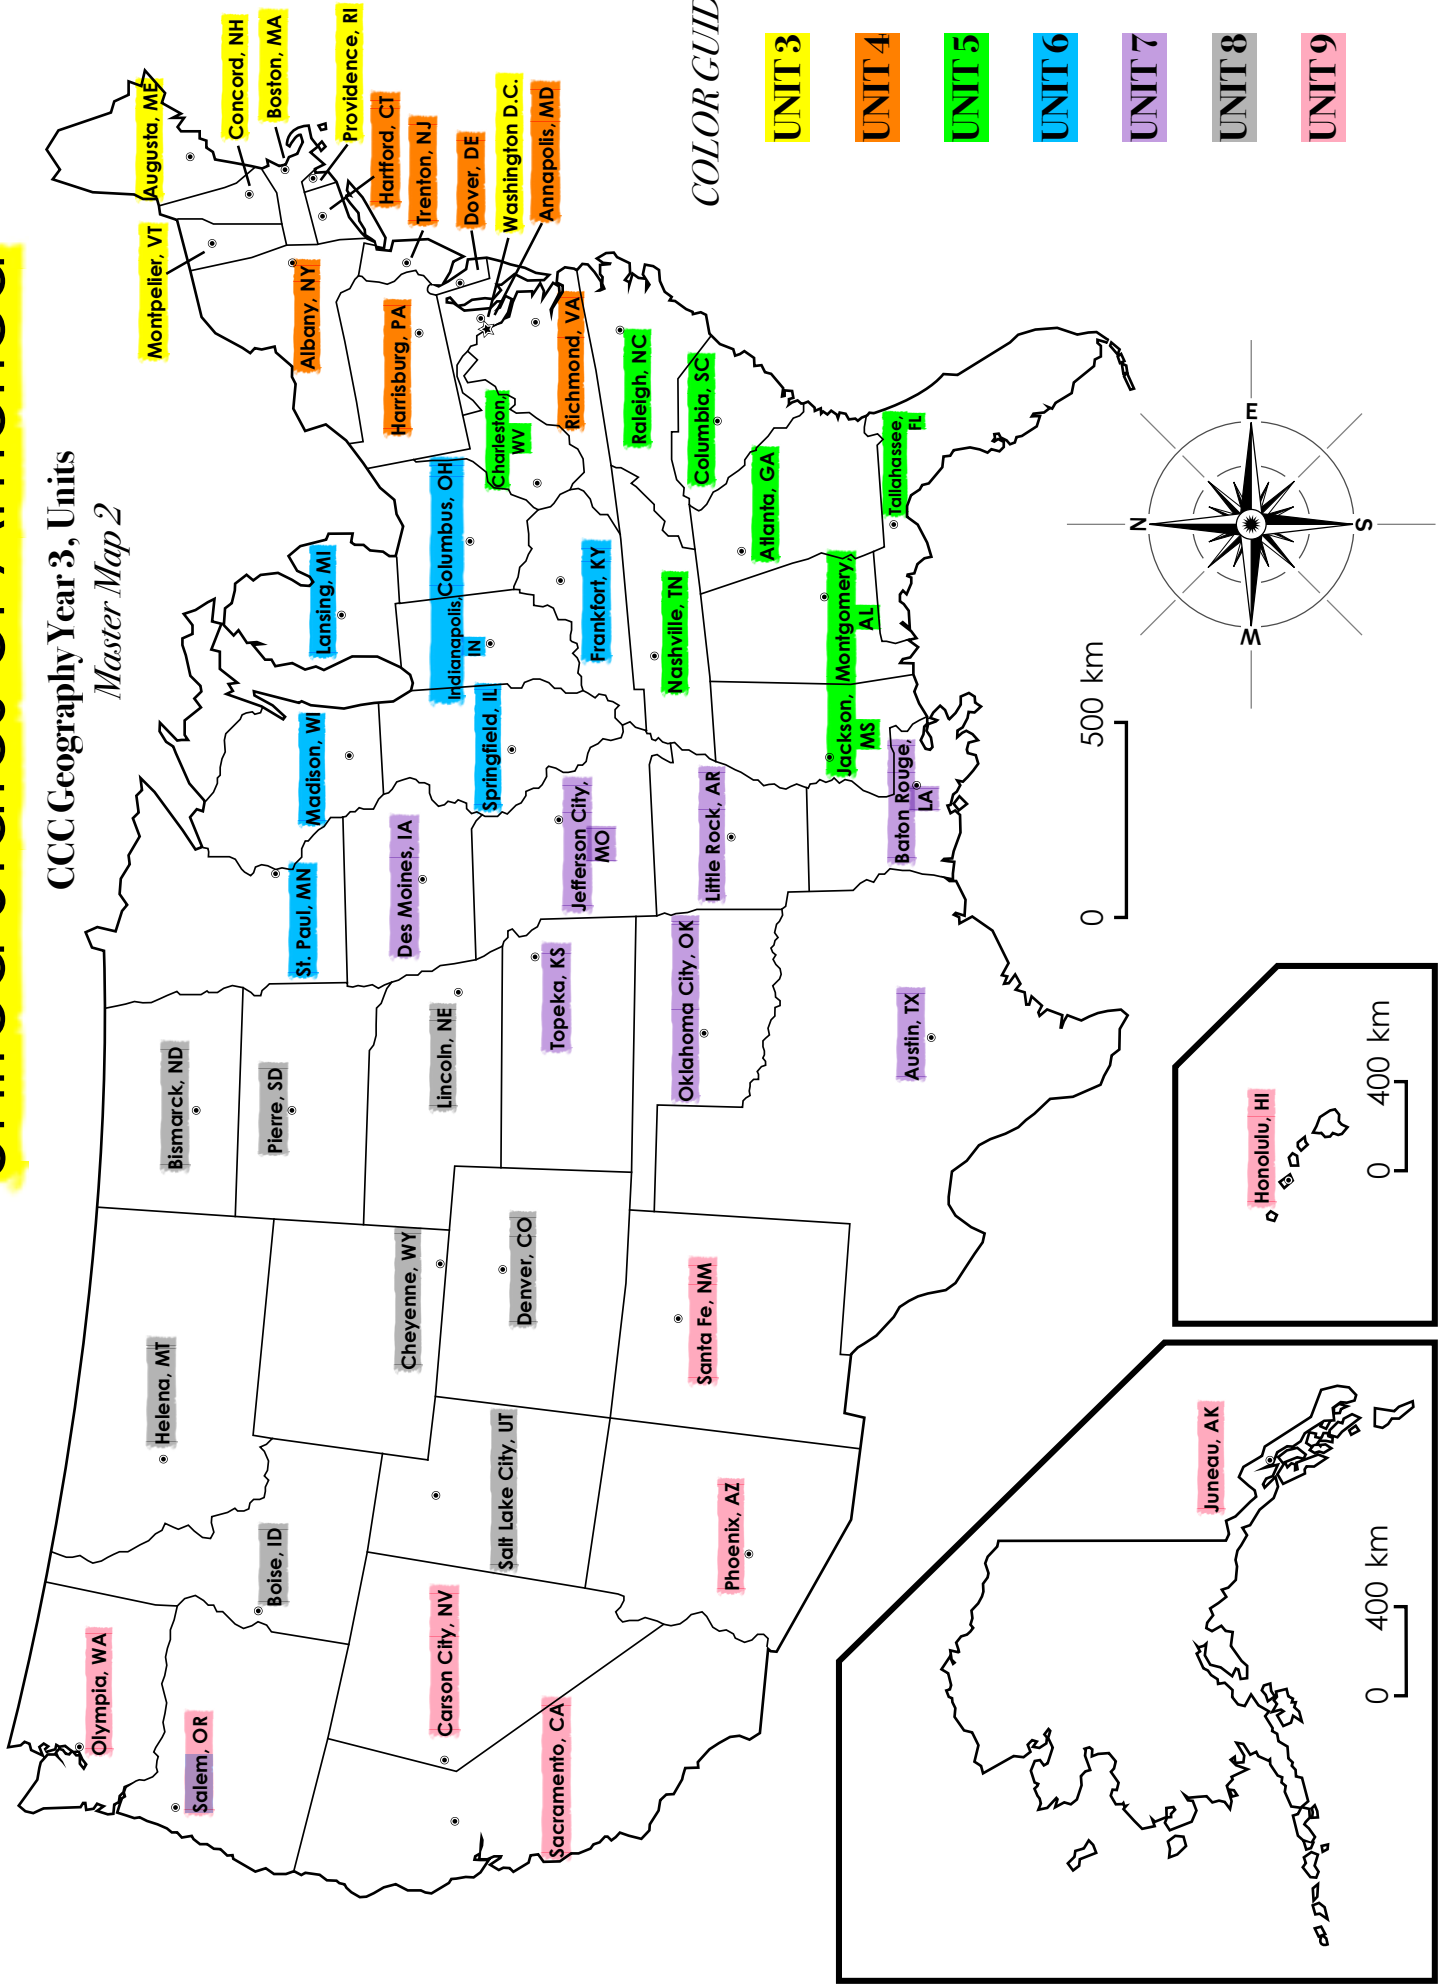 CCC Geography Year 3, Units
Master Map 2
Olympia, WA
Salem, OR
Boise, ID
Helena, MT
Bismarck, ND
Pierre, SD
St. Paul, MN
Madison, WI
Lansing, MI
Montpelier, VT
Augusta, ME
Concord, NH
Boston, MA
Providence, RI
Hartford, CT
Trenton, NJ
Dover, DE
Washington D.C.
Annapolis, MD
Albany, NY
Harrisburg, PA
Richmond, VA
Charleston,
WV
Columbus, OH
Indianapolis,
IN
Springfield, IL
Frankfort, KY
Des Moines, IA
Jefferson City,
MO
Lincoln, NE
Topeka, KS
Cheyenne, WY
Denver, CO
Salt Lake City, UT
Carson City, NV
Sacramento, CA
Phoenix, AZ
Santa Fe, NM
Oklahoma City, OK
Little Rock, AR
Nashville, TN
Raleigh, NC
Columbia, SC
Atlanta, GA
Montgomery,
AL
Jackson,
MS
Baton Rouge,
LA
Tallahassee,
FL
Austin, TX
Juneau, AK
0 400 km
Honolulu, HI
0 400 km
0 500 km
N
E
S
W
UNIT 3
UNIT 4
UNIT 5
UNIT 6
UNIT 7
UNIT 8
UNIT 9